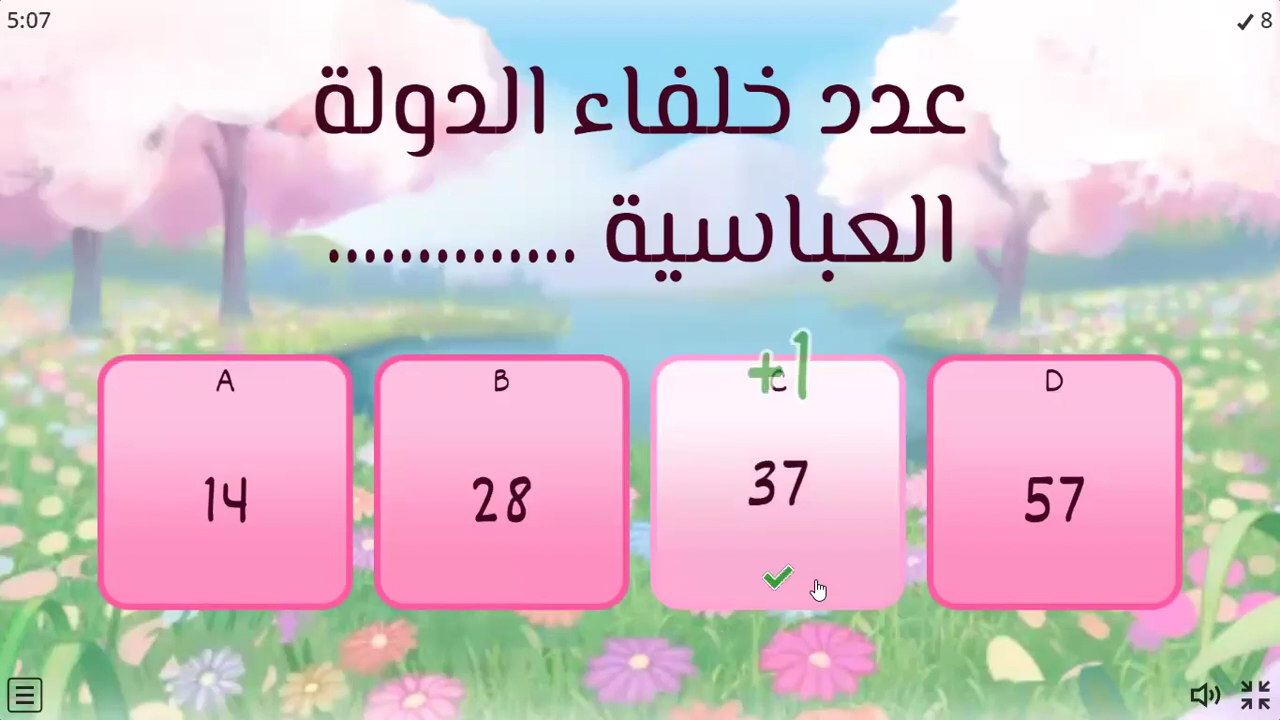 5:07
8
عدد خلفاء الدولة
العباسية .............
A
14
B
28
+1
C
37
D
57